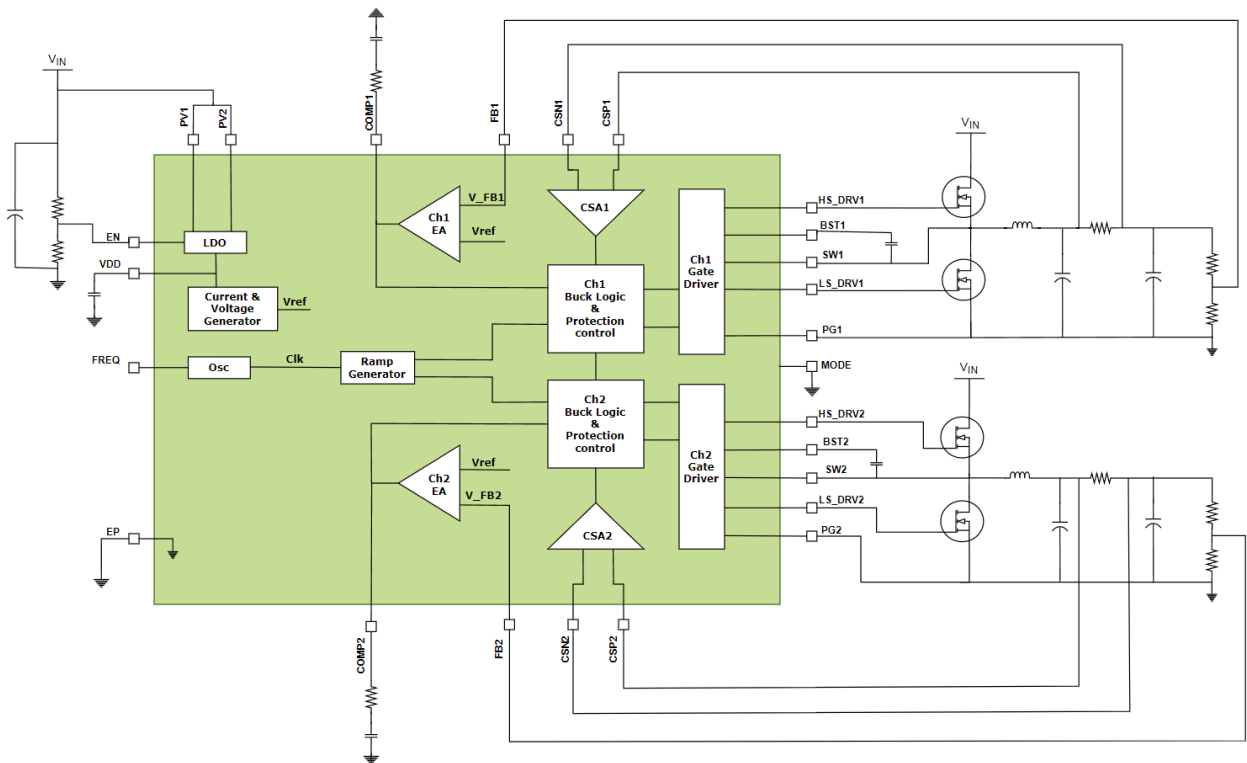 VIN
PV1
PV2
COMP1
FB1
CSN1
CSP1
VIN
Ch1
EA
V_FB1
Vref
CSA1
Ch1
Gate
Driver
HS_DRV1
BST1
SW1
LS_DRV1
PG1
EN
LDO
VDD
Current &
Voltage
Generator
Vref
Ch1
Buck Logic
&
Protection
control
FREQ
Osc
Clk
Ramp
Generator
MODE
VIN
Ch2
Buck Logic
&
Protection
control
Ch2
Gate
Driver
HS_DRV2
BST2
SW2
LS_DRV2
PG2
Ch2
EA
Vref
V_FB2
CSA2
EP
COMP2
FB2
CSN2
CSP2